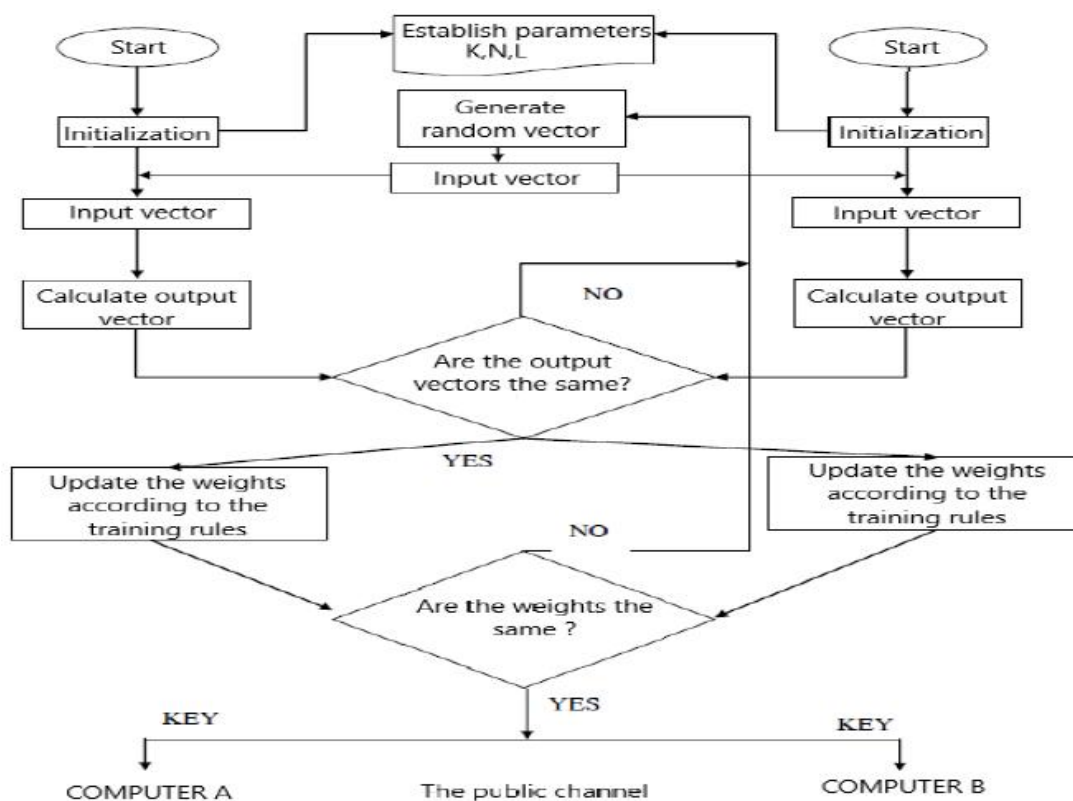 Start
Establish parameters
K,N,L
Start
Initialization
Generate
random vector
Initialization
Input vector
Input vector
Input vector
Calculate output
vector
NO
Calculate output
vector
Are the output
vectors the same?
YES
Update the weights
according to the
training rules
Update the weights
according to the
training rules
NO
Are the weights the
same ?
YES
KEY
KEY
COMPUTER A
The public channel
COMPUTER B